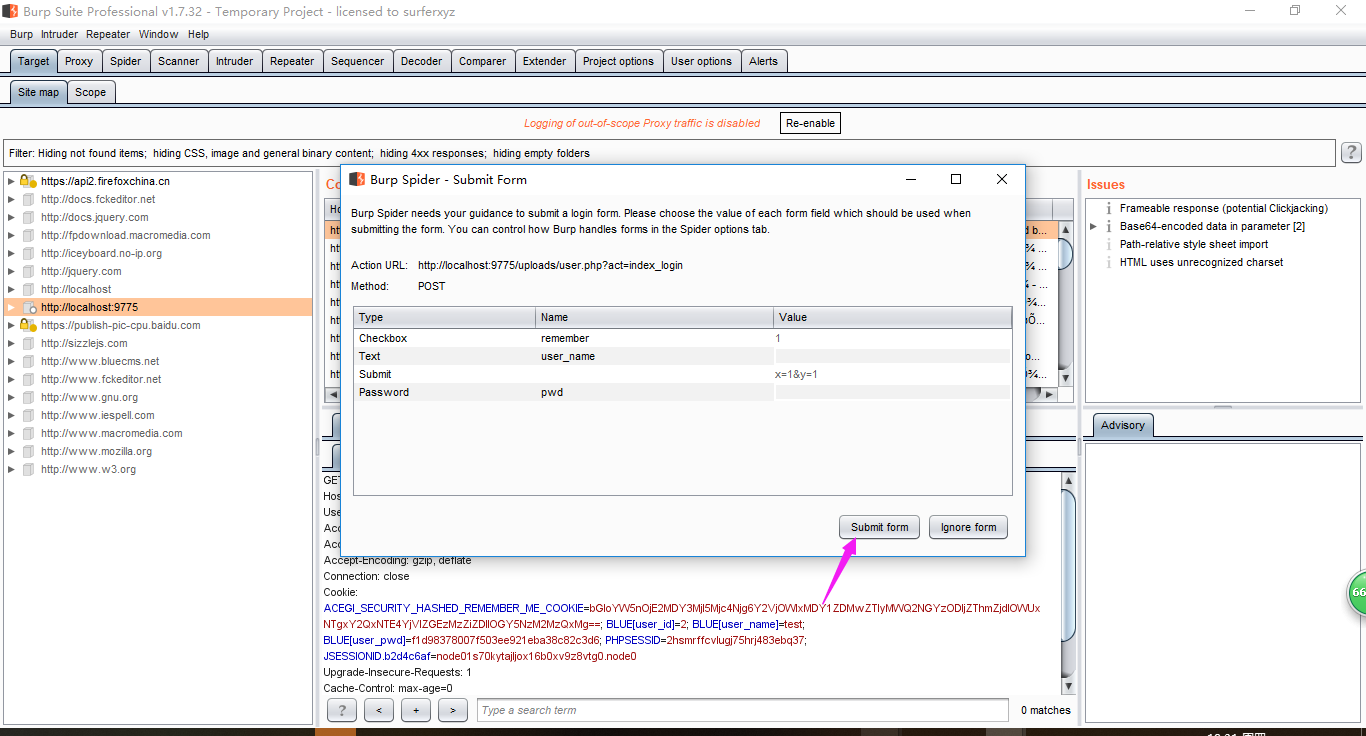 Burp Suite Professional v1.7.32 - Temporary Project - licensed to surferxyz
Burp Intruder Repeater Window Help
Target Proxy Spider Scanner Intruder Repeater Sequencer Decoder Comparer Extender Project options User options Alerts
Site map Scope
Logging of out-of-scope Proxy traffic is disabled Re-enable
Filter: Hiding not found items; hiding CSS, image and general binary content; hiding 4xx responses; hiding empty folders ?
https://api2.firefoxchina.cn
http://docs.fckeditor.net
http://docs.jquery.com
http://fpdownload.macromedia.com
http://iceyboard.no-ip.org
http://jquery.com
http://localhost
http://localhost:9775
https://publish-pic-cpu.baidu.com
http://sizzlejs.com
http://www.bluecms.net
http://www.fckeditor.net
http://www.gnu.org
http://www.iespell.com
http://www.macromedia.com
http://www.mozilla.org
http://www.w3.org
Burp Spider - Submit Form
Burp Spider needs your guidance to submit a login form. Please choose the value of each form field which should be used when
submitting the form. You can control how Burp handles forms in the Spider options tab.
Action URL: http://localhost:9775/uploads/user.php?act=index_login
Method: POST
Type Name Value
Checkbox remember 1
Text user_name
Submit x=1&y=1
Password pwd
Submit form Ignore form
Issues
Frameable response (potential Clickjacking)
Base64-encoded data in parameter [2]
Path-relative style sheet import
HTML uses unrecognized charset
Advisory
GE
Hos
Use
Acc
Acc
Accept-Encoding: gzip, deflate
Connection: close
Cookie:
BLUE[user_id]=2; BLUE[user_name]=test;
BLUE[user_pwd]=f1d98378007f503ee921eba38c82c3d6; PHPSESSID=2hsmrffcvlugj75hrj483ebq37;
JSESSIONID.b2d4c6af=node01s70kytajljox16b0xv9z8vtg0.node0
Upgrade-Insecure-Requests: 1
Cache-Control: max-age=0
? < + > Type a search term 0 matches
66